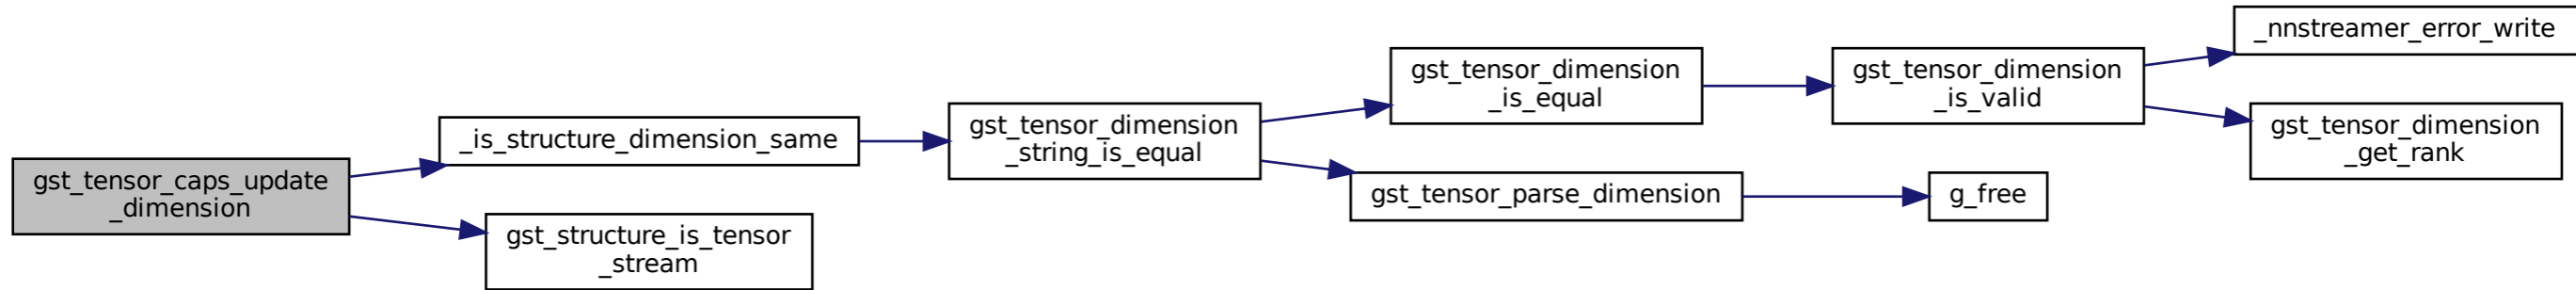 gst_tensor_caps_update
_dimension
_is_structure_dimension_same
gst_structure_is_tensor
_stream
gst_tensor_dimension
_string_is_equal
gst_tensor_dimension
_is_equal
gst_tensor_parse_dimension
gst_tensor_dimension
_is_valid
g_free
_nnstreamer_error_write
gst_tensor_dimension
_get_rank